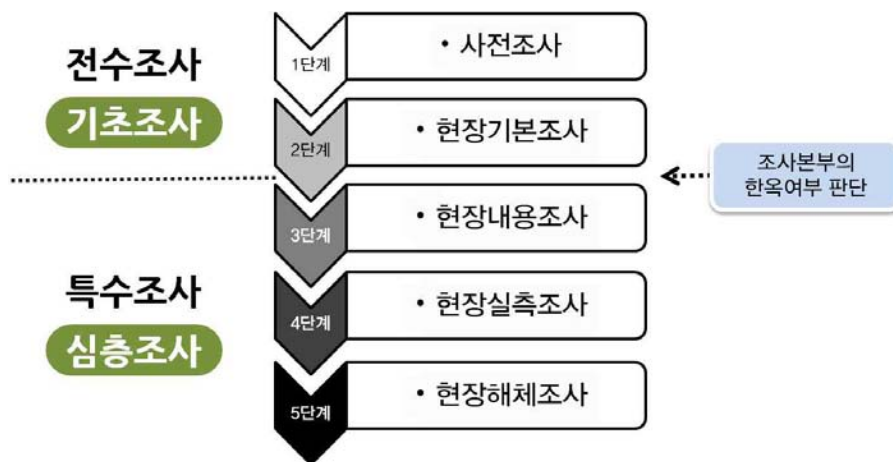 전수조사
기초조사
1단계
• 사전조사
2단계
• 현장기본조사
조사본부의
한옥여부 판단
3단계
• 현장내용조사
특수조사
심층조사
4단계
• 현장실측조사
5단계
• 현장해체조사